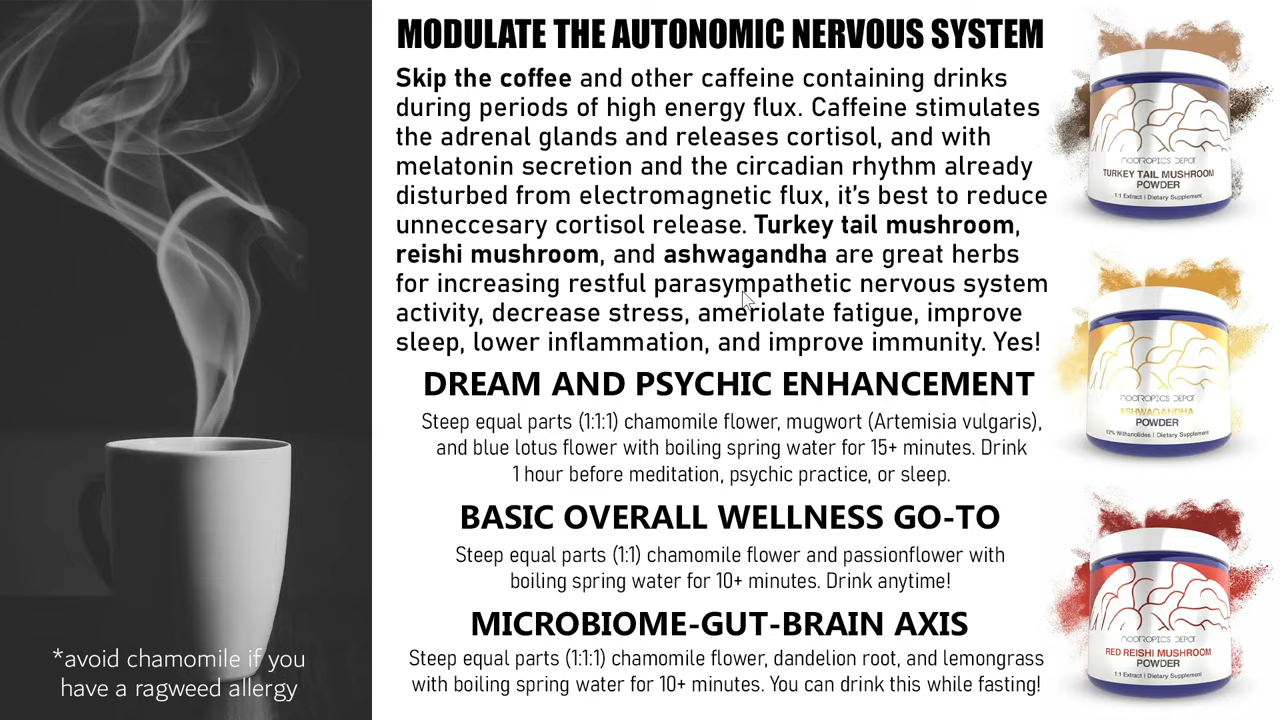 MODULATE THE AUTONOMIC NERVOUS SYSTEM
Skip the coffee and other caffeine containing drinks
during periods of high energy flux. Caffeine stimulates
the adrenal glands and releases cortisol, and with
melatonin secretion and the circadian rhythm already
disturbed from electromagnetic flux, it's best to reduce
unneccesary cortisol release. Turkey tail mushroom,
reishi mushroom, and ashwagandha are great herbs
for increasing restful parasympathetic nervous system
activity, decrease stress, ameriolate fatigue, improve
sleep, lower inflammation, and improve immunity. Yes!
DREAM AND PSYCHIC ENHANCEMENT
Steep equal parts (1:1:1) chamomile flower, mugwort (Artemisia vulgaris),
and blue lotus flower with boiling spring water for 15+ minutes. Drink
1 hour before meditation, psychic practice, or sleep.
BASIC OVERALL WELLNESS GO-TO
Steep equal parts (1:1) chamomile flower and passionflower with
boiling spring water for 10+ minutes. Drink anytime!
MICROBIOME-GUT-BRAIN AXIS
Steep equal parts (1:1:1) chamomile flower, dandelion root, and lemongrass
with boiling spring water for 10+ minutes. You can drink this while fasting!
*avoid chamomile if you
have a ragweed allergy
NOOTROPICS DEPOT
TURKEY TAIL MUSHROOM
POWDER
1:1 Extract | Dietary Supplement
NOOTROPICS DEPOT
ASHWAGANDHA
POWDER
12% Withanolides | Dietary Supplement
NOOTROPICS DEPOT
RED REISHI MUSHROOM
POWDER
1:1 Extract | Dietary Supplement